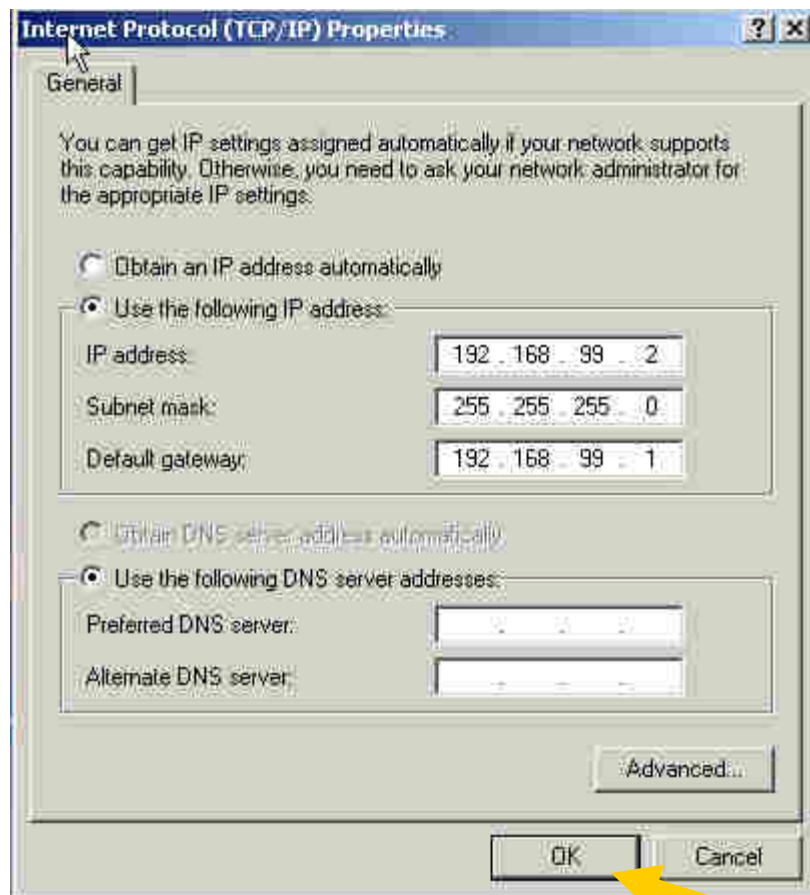 Internet Protocol (TCP/IP) Properties
General
You can get IP settings assigned automatically if your network supports
this capability. Otherwise, you need to ask your network administrator for
the appropriate IP settings.
Obtain an IP address automatically
Use the following IP address:
IP address: 192 . 168 . 99 . 2
Subnet mask: 255 . 255 . 255 . 0
Default gateway: 192 . 168 . 99 . 1
Obtain DNS server address automatically
Use the following DNS server addresses:
Preferred DNS server: . . .
Alternate DNS server: . . .
Advanced...
OK Cancel